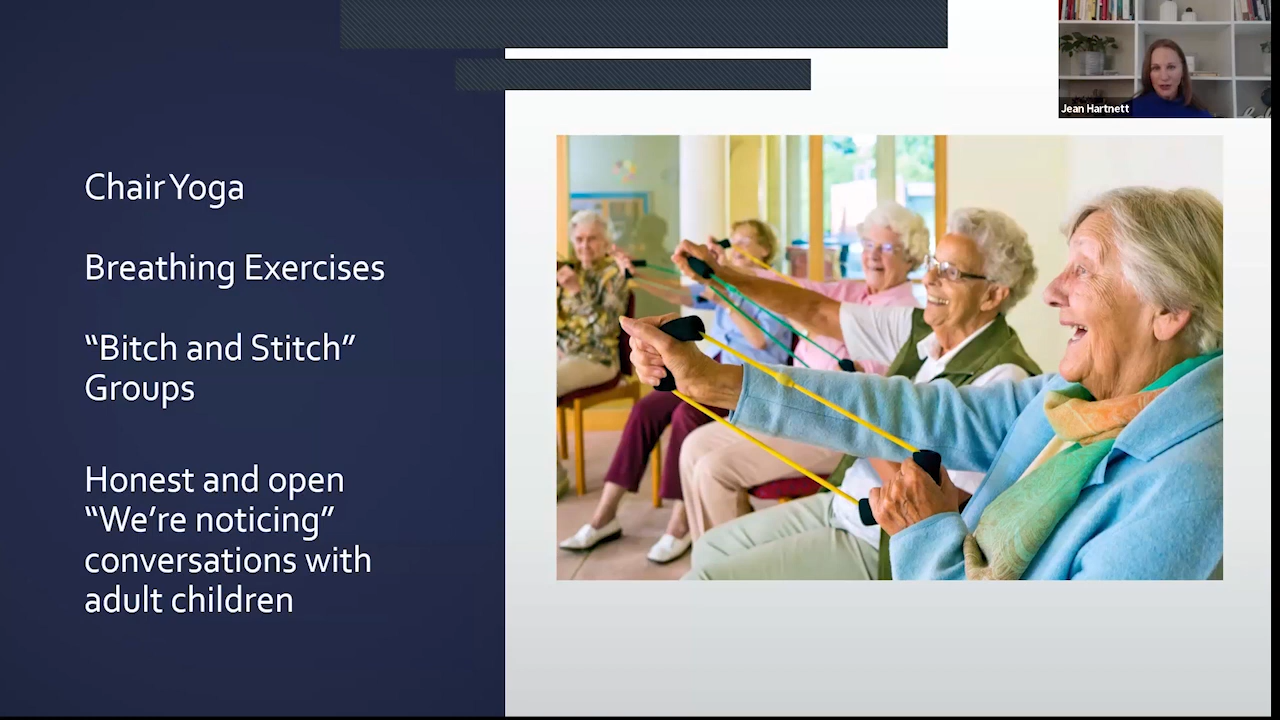 Chair Yoga
Breathing Exercises
“Bitch and Stitch”
Groups
Honest and open
“We’re noticing”
conversations with
adult children
Jean Hartnett